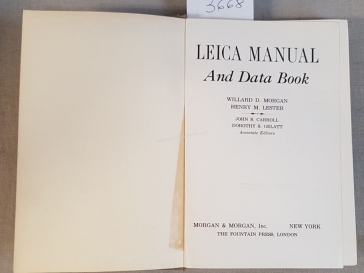 3668
LEICA MANUAL
And Data Book
WILLARD D. MORGAN
HENRY M. LESTER
JOHN S. CARROLL
DOROTHY S. GELATT
Associate Editors
MORGAN & MORGAN, Inc. NEW YORK
THE FOUNTAIN PRESS, LONDON